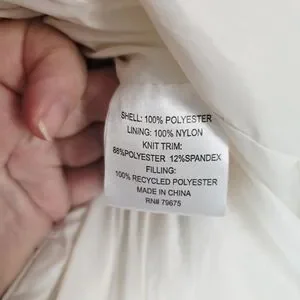 SHELL: 100% POLYESTER
LINING: 100% NYLON
KNIT TRIM:
88%POLYESTER 12%SPANDEX
FILLING:
100% RECYCLED POLYESTER
MADE IN CHINA
RN# 79675